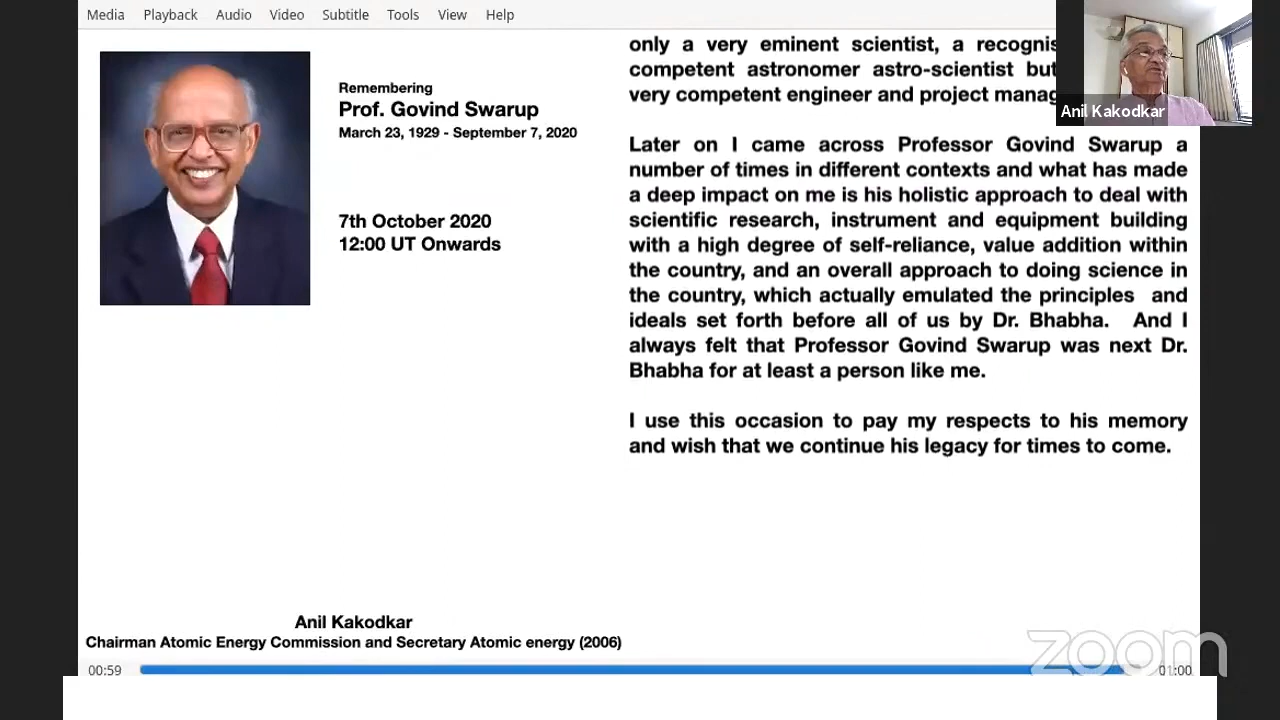 Media Playback Audio Video Subtitle Tools View Help
Remembering
Prof. Govind Swarup
March 23, 1929 - September 7, 2020
7th October 2020
12:00 UT Onwards
only a very eminent scientist, a
competent astronomer astro-scientist but
very competent engineer and project
Later on I came across Professor Govind Swarup a
number of times in different contexts and what has made
a deep impact on me is his holistic approach to deal with
scientific research, instrument and equipment building
with a high degree of self-reliance, value addition within
the country, and an overall approach to doing science in
the country, which actually emulated the principles and
ideals set forth before all of us by Dr. Bhabha. And I
always felt that Professor Govind Swarup was next Dr.
Bhabha for at least a person like me.
I use this occasion to pay my respects to his memory
and wish that we continue his legacy for times to come.
Anil Kakodkar
Anil Kakodkar
Chairman Atomic Energy Commission and Secretary Atomic energy (2006)
00:59
01:00
zoom